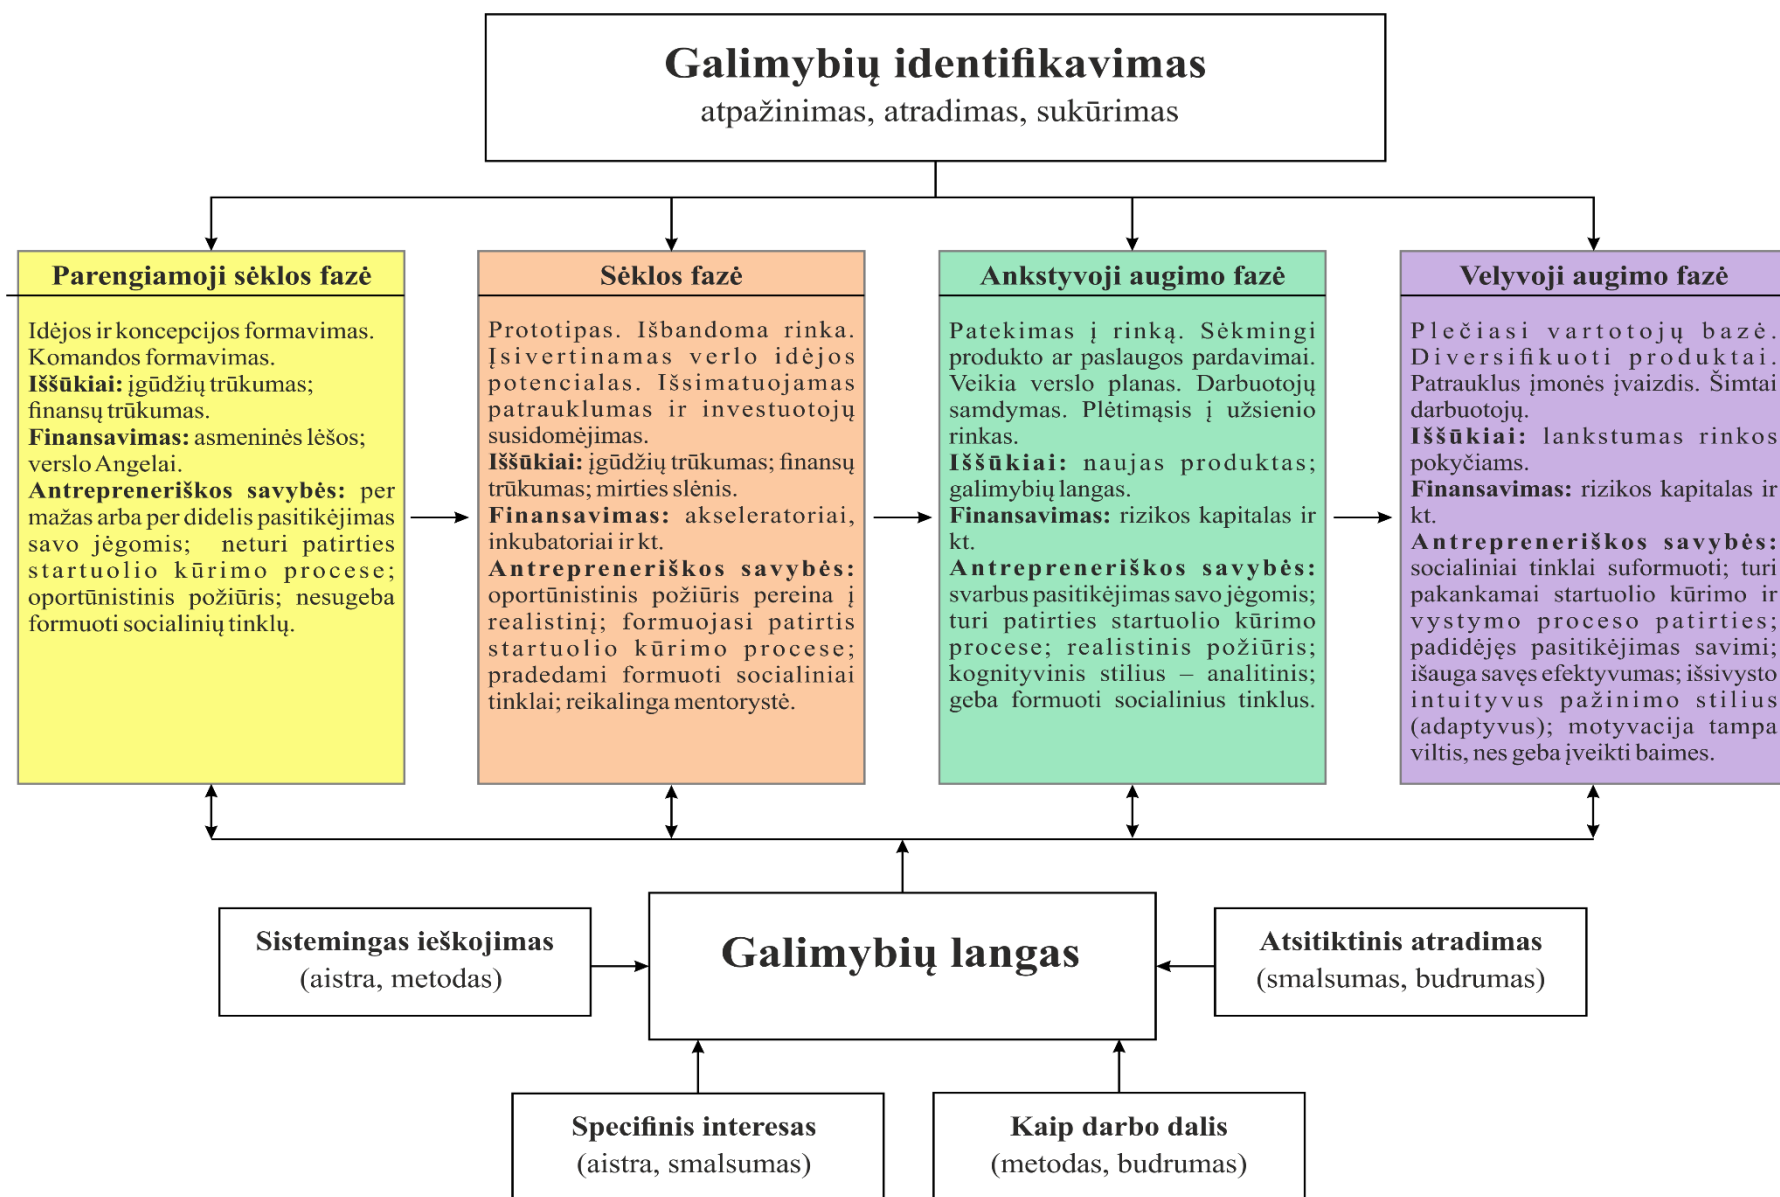 Galimybių identifikavimas
atpažinimas, atradimas, sukūrimas
Parengiamoji sėklos fazė
Idėjos ir koncepcijos formavimas.
Komandos formavimas.
Iššūkiai: įgūdžių trūkumas;
finansų trūkumas.
Finansavimas: asmeninės lėšos;
verslo Angelai.
Antrepreneriškos savybės: per
mažas arba per didelis pasitikėjimas
savo jėgomis; neturi patirties
startuolio kūrimo procese;
oportūnistinis požiūris; nesugeba
formuoti socialinių tinklų.
Sėklos fazė
Prototipas. Išbandoma rinka.
Įsivertinamas verlo idėjos
potencialas. Išsimatuojamas
patrauklumas ir investuotojų
susidomėjimas.
Iššūkiai: įgūdžių trūkumas; finansų
trūkumas; mirties slėnis.
Finansavimas: akseleratoriai,
inkubatoriai ir kt.
Antrepreneriškos savybės:
oportūnistinis požiūris pereina į
realistinį; formuojasi patirtis
startuolio kūrimo procese;
pradedami formuoti socialiniai
tinklai; reikalinga mentorystė.
Ankstyvoji augimo fazė
Patekimas į rinką. Sėkmingi
produkto ar paslaugos pardavimai.
Veikia verslo planas. Darbuotojų
samdymas. Plėtimąsis į užsienio
rinkas.
Iššūkiai: naujas produktas;
galimybių langas.
Finansavimas: rizikos kapitalas ir
kt.
Antrepreneriškos savybės:
svarbus pasitikėjimas savo jėgomis;
turi patirties startuolio kūrimo
procese; realistinis požiūris;
kognityvinis stilius – analitinis;
geba formuoti socialinius tinklus.
Velyvoji augimo fazė
Plečiasi vartotojų bazė.
Diversifikuoti produktai.
Patrauklus įmonės įvaizdis. Šimtai
darbuotojų.
Iššūkiai: lankstumas rinkos
pokyčiams.
Finansavimas: rizikos kapitalas ir
kt.
Antrepreneriškos savybės:
socialiniai tinklai suformuoti; turi
pakankamai startuolio kūrimo ir
vystymo proceso patirties;
padidėjęs pasitikėjimas savimi;
išauga savęs efektyvumas; išsivysto
intuityvus pažinimo stilius
(adaptyvus); motyvacija tampa
viltis, nes geba įveikti baimes.
Sistemingas ieškojimas
(aistra, metodas)
Galimybių langas
Atsitiktinis atradimas
(smalsumas, budrumas)
Specifinis interesas
(aistra, smalsumas)
Kaip darbo dalis
(metodas, budrumas)